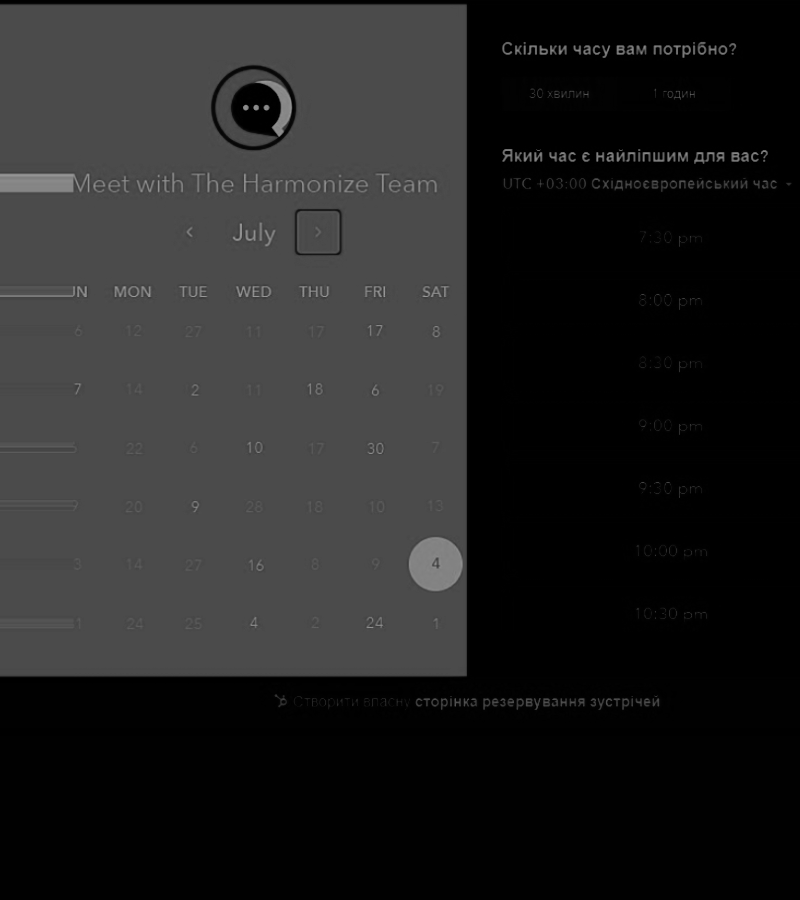 Meet with The Harmonize Team
July
UN MON TUE WED THU FRI SAT
6 12 27 11 17 17 8
7 14 2 11 18 6 19
22 6 10 17 30 7
20 9 28 18 10 13
3 14 27 16 8 9 4
1 24 25 4 2 24 1
Скільки часу вам потрібно?
30 хвилин 1 годин
Який час є найліпшим для вас?
UTC +03:00 Східноєвропейський час
7:30 pm
8:00 pm
8:30 pm
9:00 pm
9:30 pm
10:00 pm
10:30 pm
Створити власну сторінка резервування зустрічей